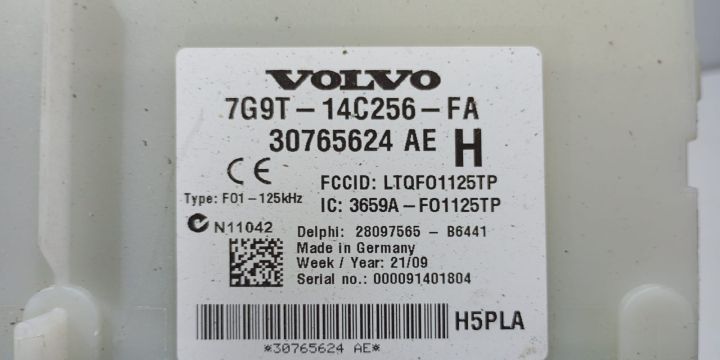 VOLVO
7G9T-14C256-FA
30765624 AE H
CE
FCCID: LTQFO1125TP
Type: F01-125kHz
IC: 3659A-FO1125TP
N11042
Delphi: 28097565 - B6441
Made in Germany
Week / Year: 21/09
Serial no.: 000091401804
H5PLA
*30765624 AE*